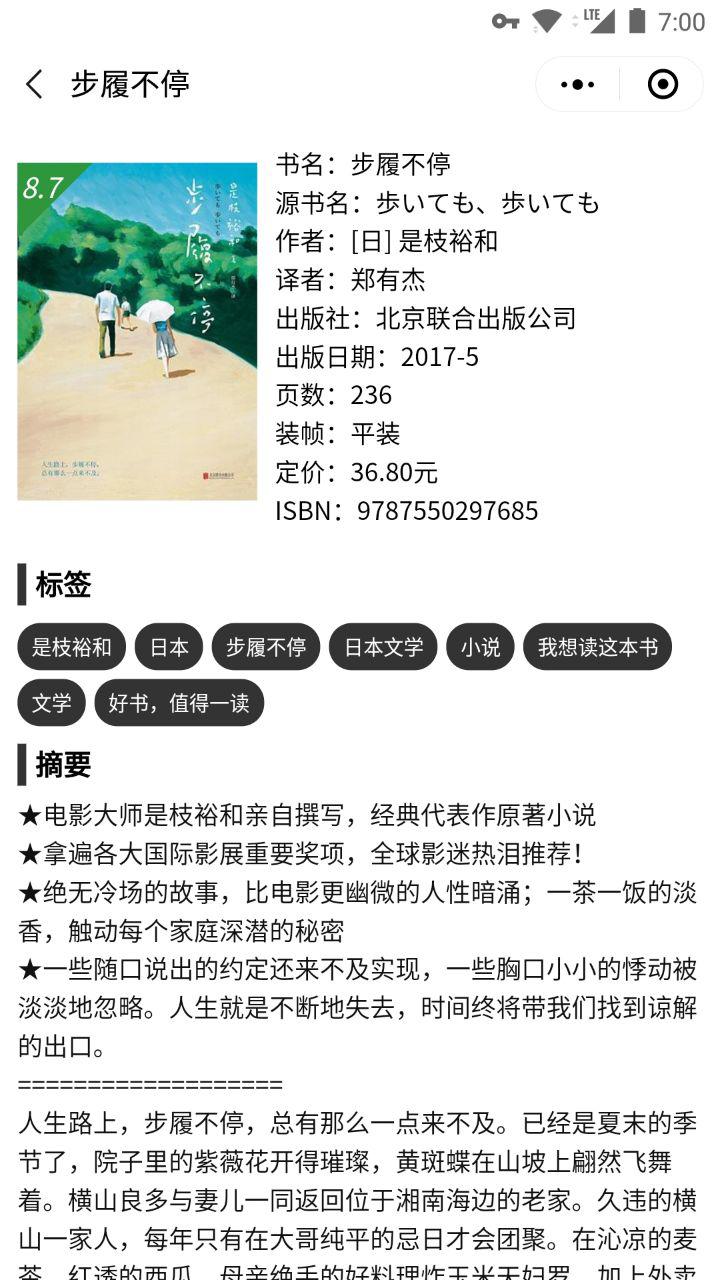 LTE 7:00
步履不停
8.7
步履不停
歩いても 歩いても
是枝裕和
人生路上，步履不停，
总有那么一点来不及。
书名：步履不停
源书名：歩いても、歩いても
作者：[日] 是枝裕和
译者：郑有杰
出版社：北京联合出版公司
出版日期：2017-5
页数：236
装帧：平装
定价：36.80元
ISBN：9787550297685
标签
是枝裕和 日本 步履不停 日本文学 小说 我想读这本书
文学 好书，值得一读
摘要
★电影大师是枝裕和亲自撰写，经典代表作原著小说
★拿遍各大国际影展重要奖项，全球影迷热泪推荐！
★绝无冷场的故事，比电影更幽微的人性暗涌；一茶一饭的淡
香，触动每个家庭深潜的秘密
★一些随口说出的约定还来不及实现，一些胸口小小的悸动被
淡淡地忽略。人生就是不断地失去，时间终将带我们找到谅解
的出口。
===================
人生路上，步履不停，总有那么一点来不及。已经是夏末的季
节了，院子里的紫薇花开得璀璨，黄斑蝶在山坡上翩然飞舞
着。横山良多与妻儿一同返回位于湘南海边的老家。久违的横
山一家人，每年只有在大哥纯平的忌日才会团聚。在沁凉的麦
茶、红透的西瓜、母亲绝手的好料理炸玉米天妇罗，加上外卖